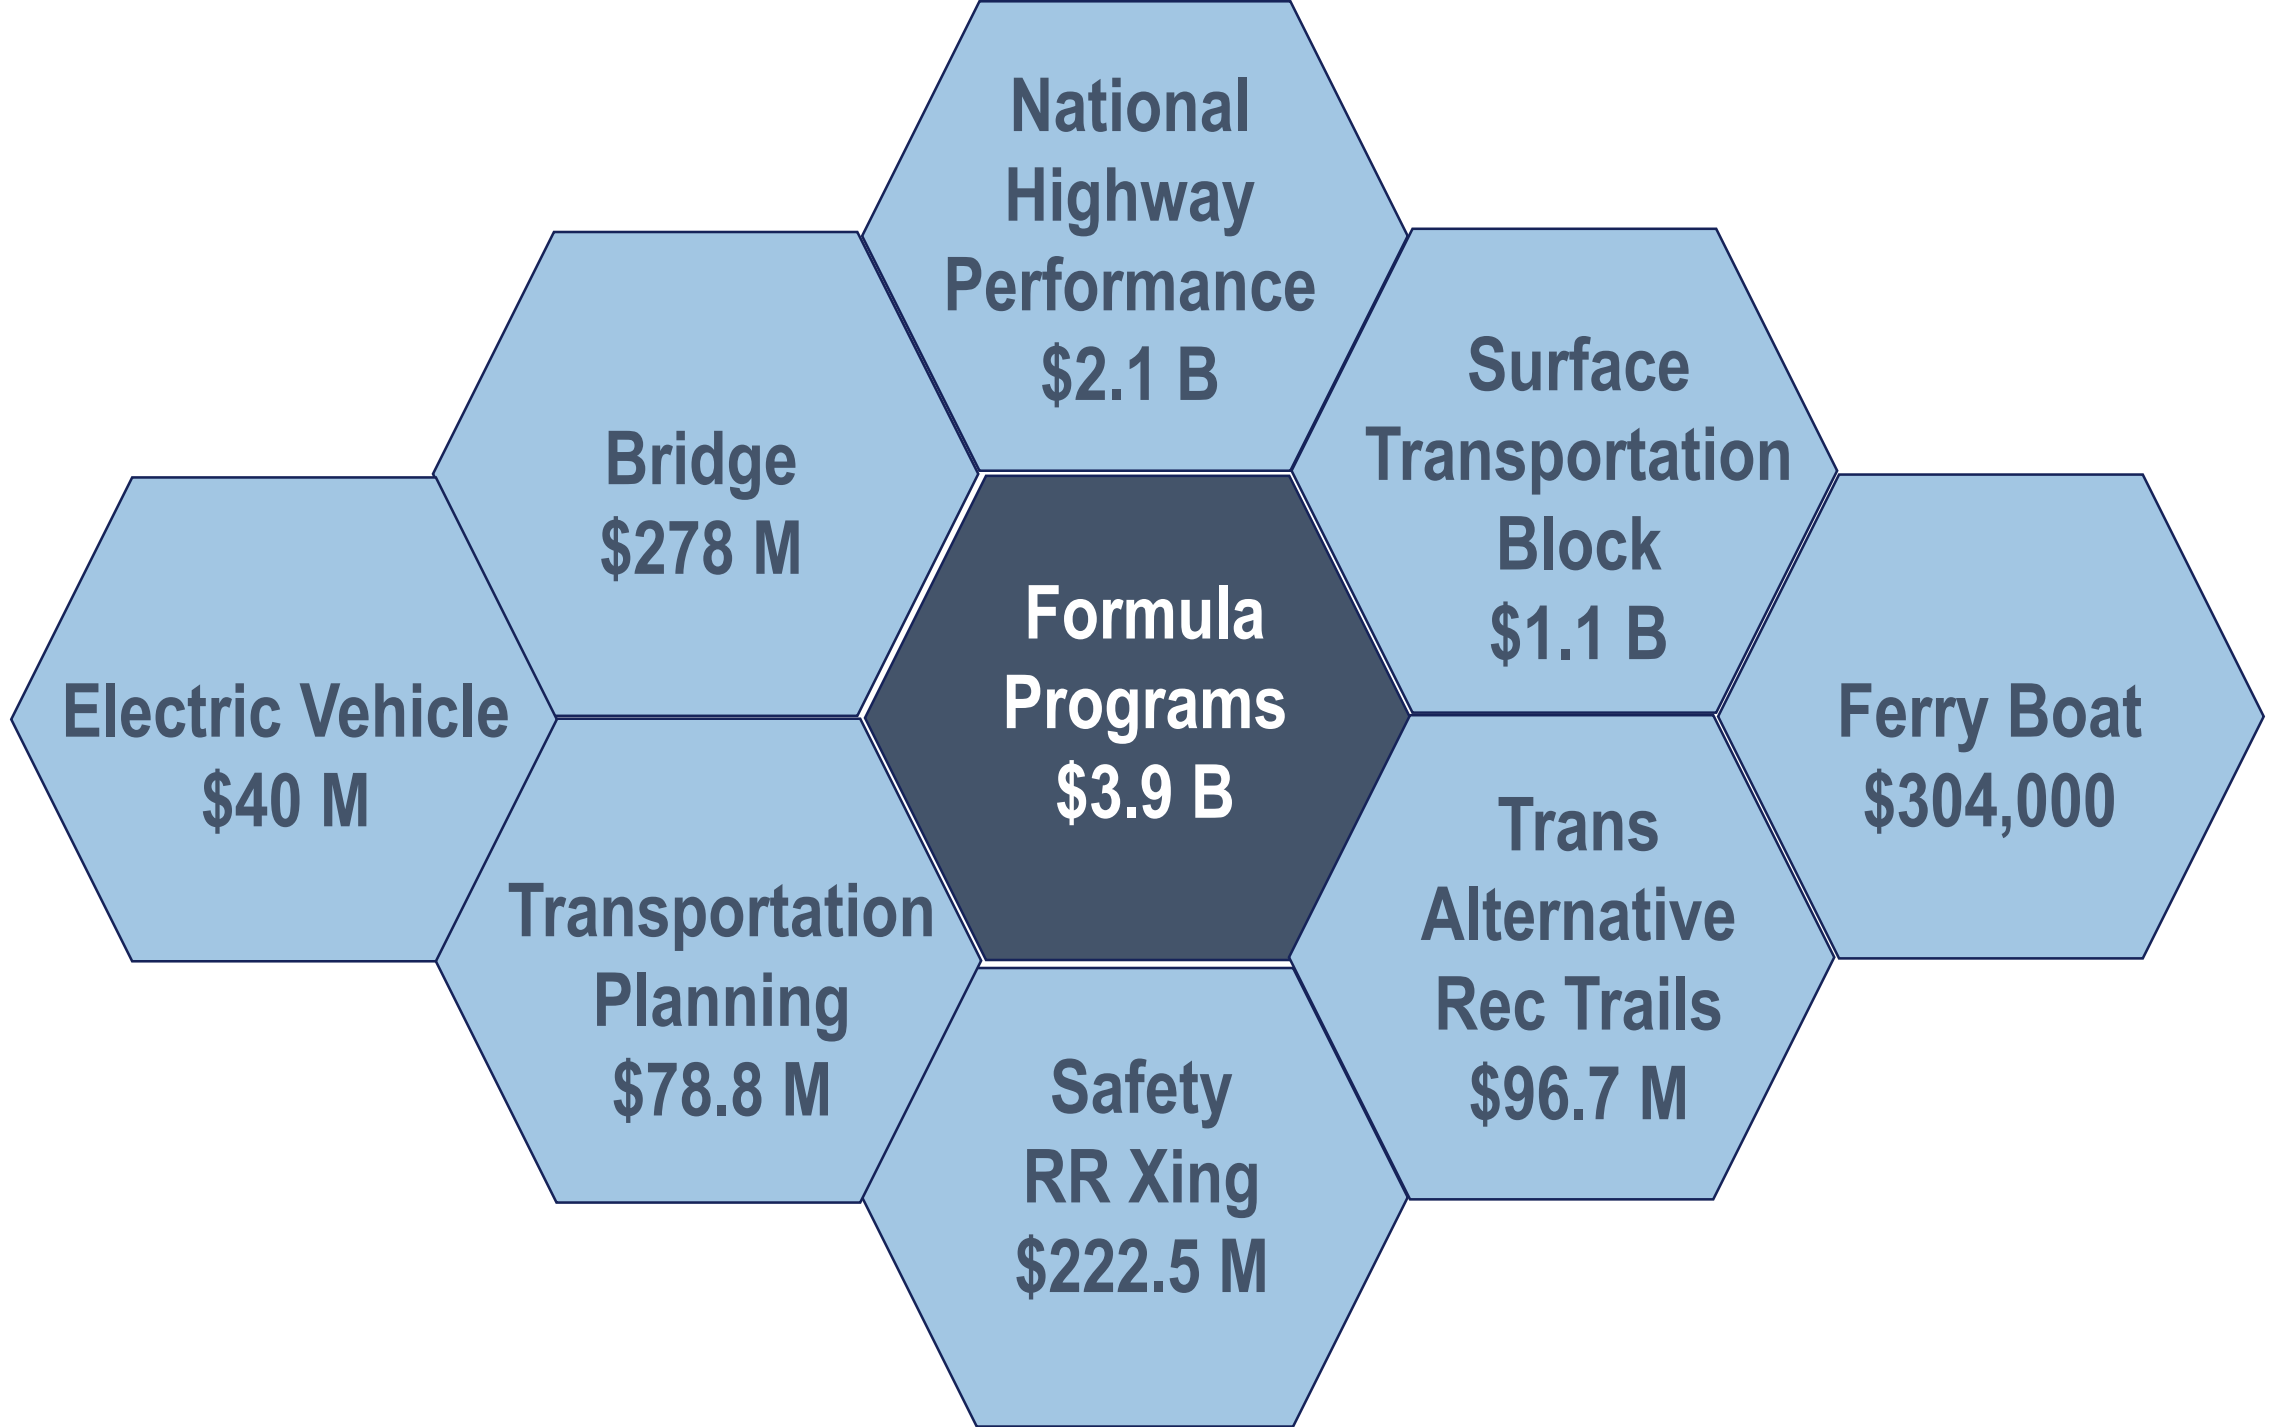 National
Highway
Performance
$2.1 B
Bridge
$278 M
Surface
Transportation
Block
$1.1 B
Electric Vehicle
$40 M
Formula
Programs
$3.9 B
Ferry Boat
$304,000
Transportation
Planning
$78.8 M
Trans
Alternative
Rec Trails
$96.7 M
Safety
RR Xing
$222.5 M